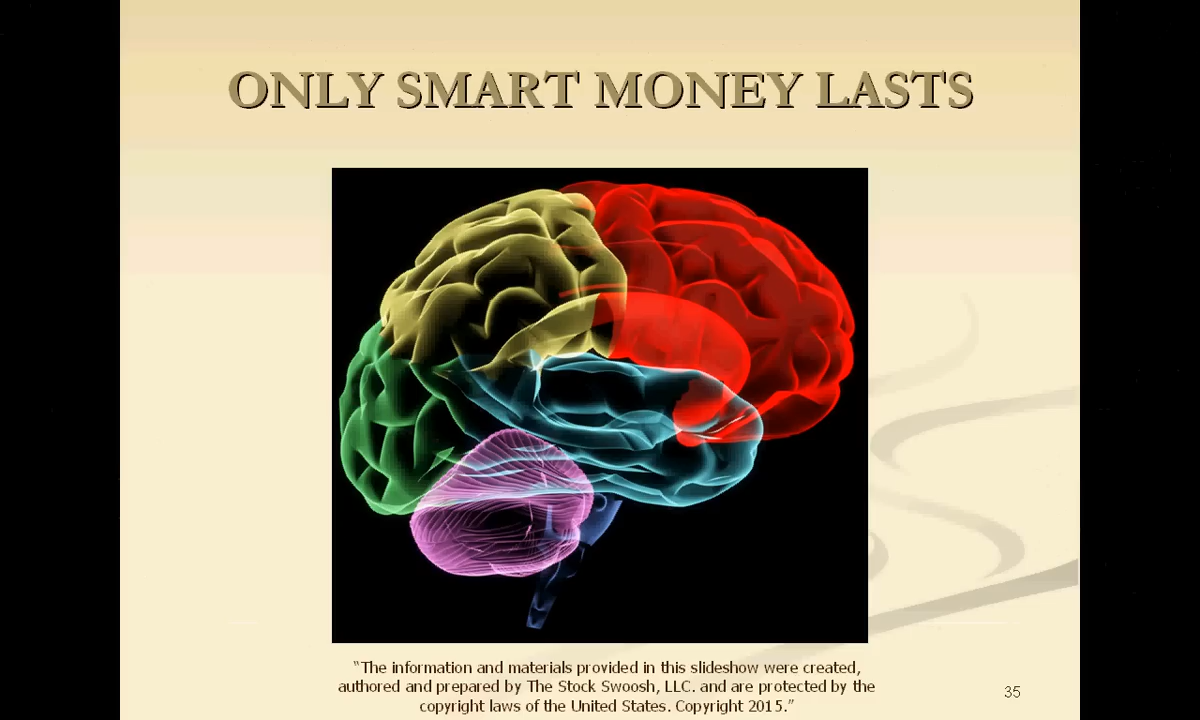 ONLY SMART MONEY LASTS
“The information and materials provided in this slideshow were created,
authored and prepared by The Stock Swoosh, LLC. and are protected by the
copyright laws of the United States. Copyright 2015.”
35